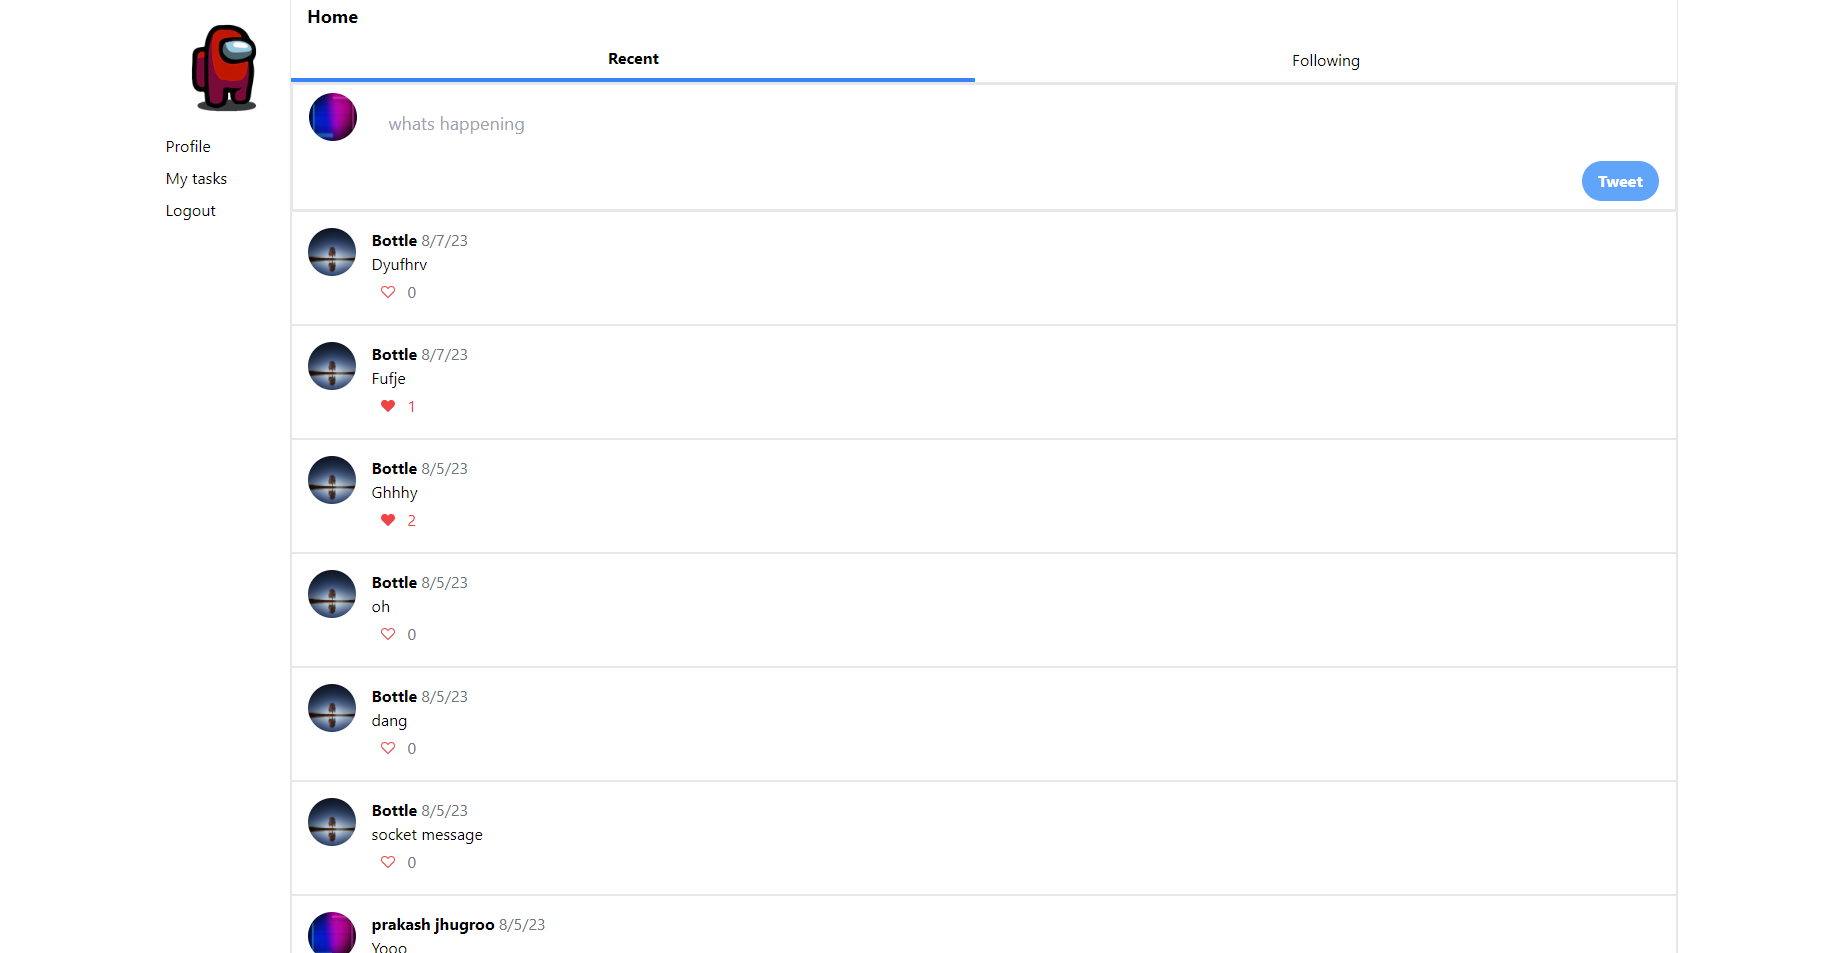 Home
Recent
Following
whats happening
Tweet
Profile
My tasks
Logout
Bottle 8/7/23
Dyufhrv
0
Bottle 8/7/23
Fufje
1
Bottle 8/5/23
Ghhhy
2
Bottle 8/5/23
oh
0
Bottle 8/5/23
dang
0
Bottle 8/5/23
socket message
0
prakash jhugroo 8/5/23
Yooo